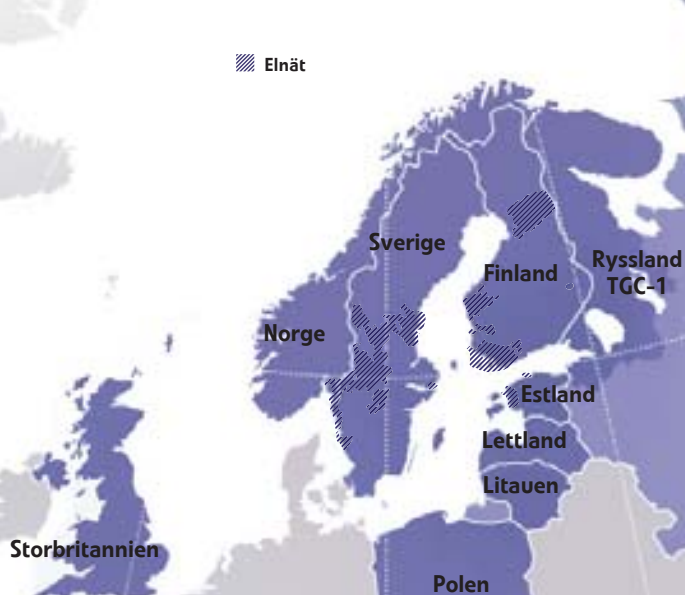 Elnät
Sverige
Finland
Ryssland
TGC-1
Norge
Estland
Lettland
Litauen
Storbritannien
Polen